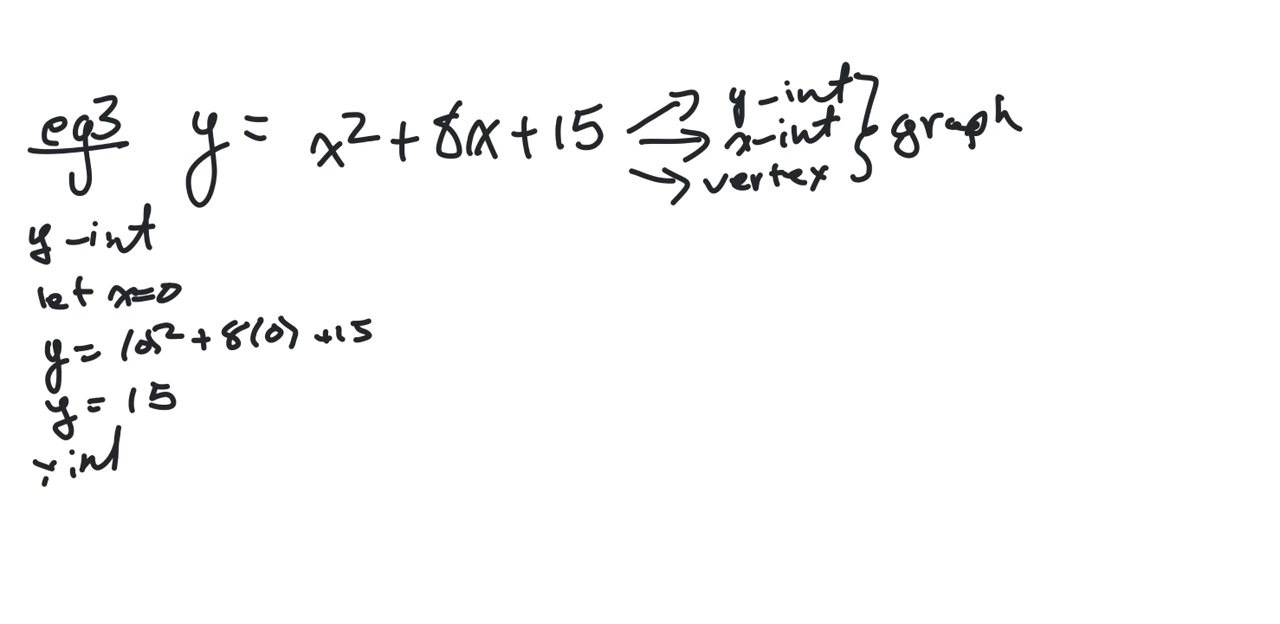 eg3 y = x² + 8x + 15 → y-int → x-int → vertex } graph
y-int
let x=0
y = (0)² + 8(0) +15
y = 15
x int